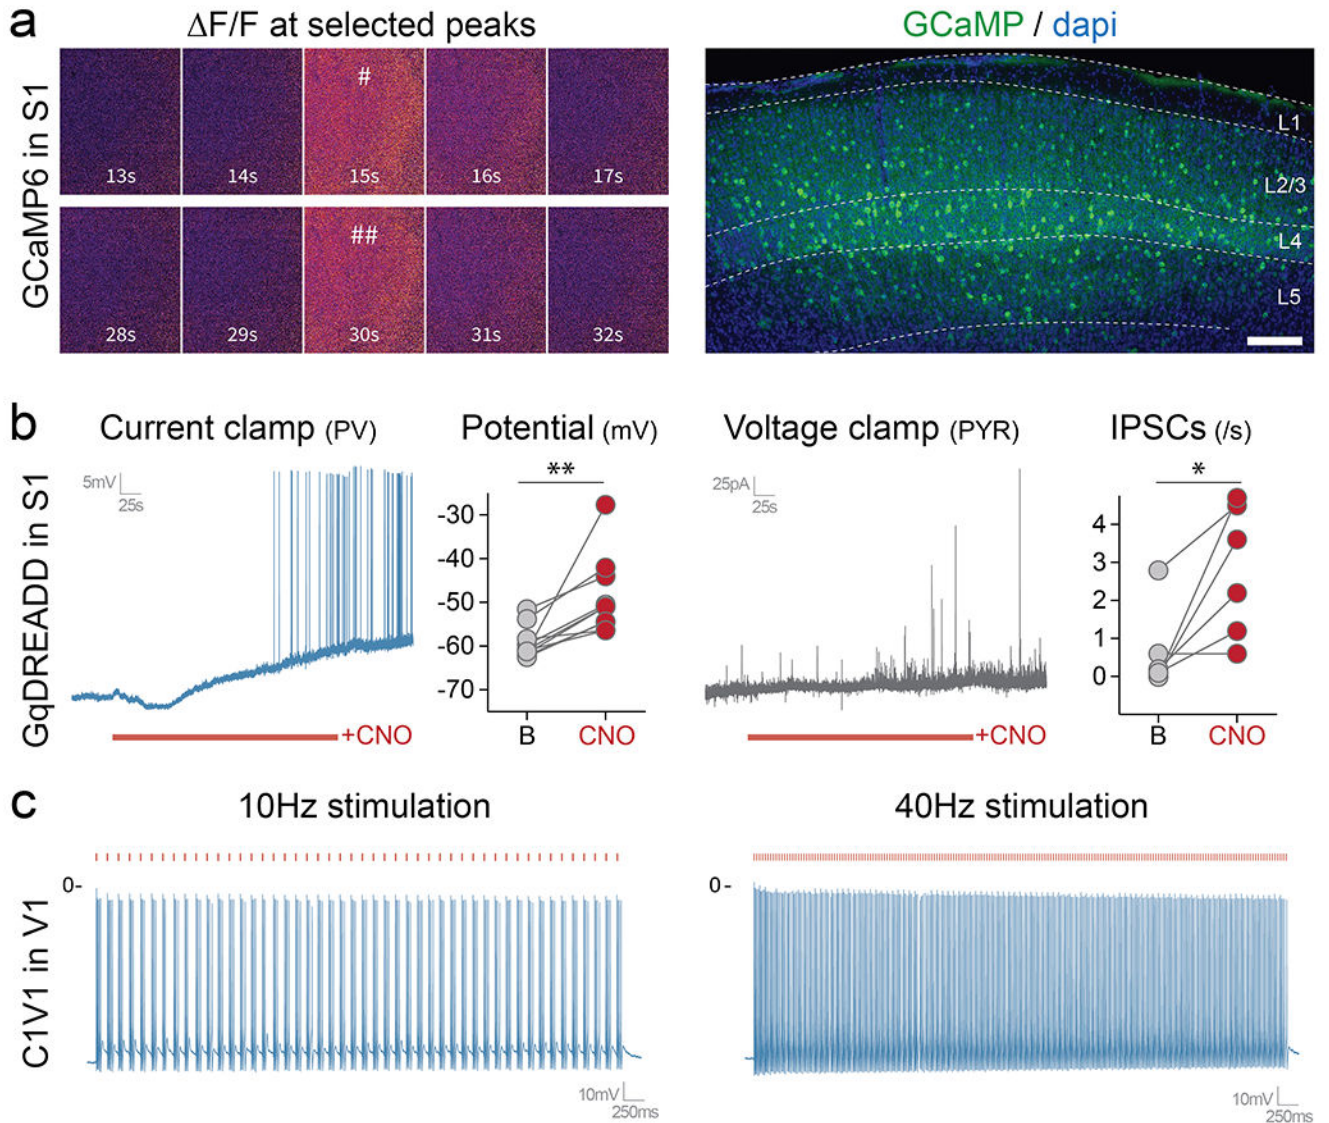 a
ΔF/F at selected peaks
GCaMP / dapi
GCaMP6 in S1
#
13s 14s 15s 16s 17s
##
28s 29s 30s 31s 32s
L1
L2/3
L4
L5
b
Current clamp (PV)
Potential (mV)
Voltage clamp (PYR)
IPSCs (/s)
GqDREADD in S1
5mV
25s
+CNO
**
-30
-40
-50
-60
-70
B CNO
25pA
25s
+CNO
*
4
3
2
1
0
B CNO
c
10Hz stimulation
40Hz stimulation
C1V1 in V1
0-
10mV
250ms
0-
10mV
250ms